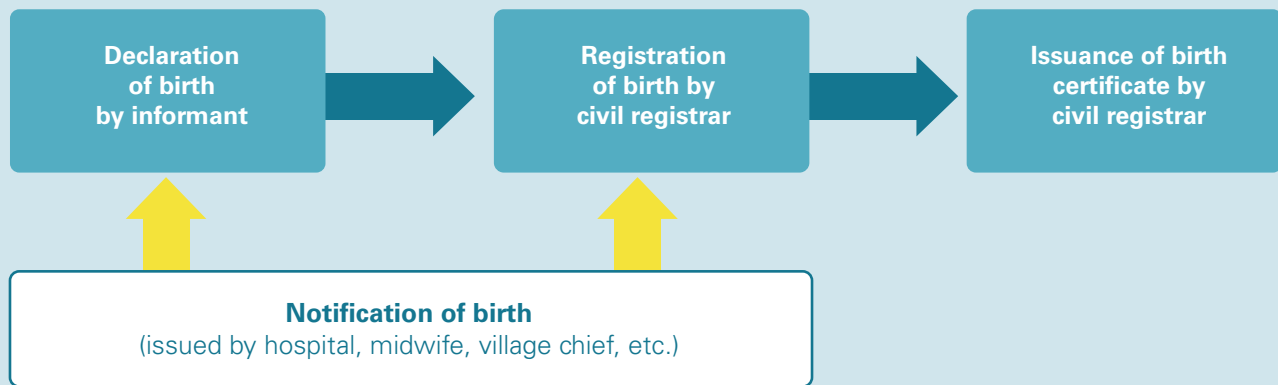 Declaration
of birth
by informant
Registration
of birth by
civil registrar
Issuance of birth
certificate by
civil registrar
Notification of birth
(issued by hospital, midwife, village chief, etc.)